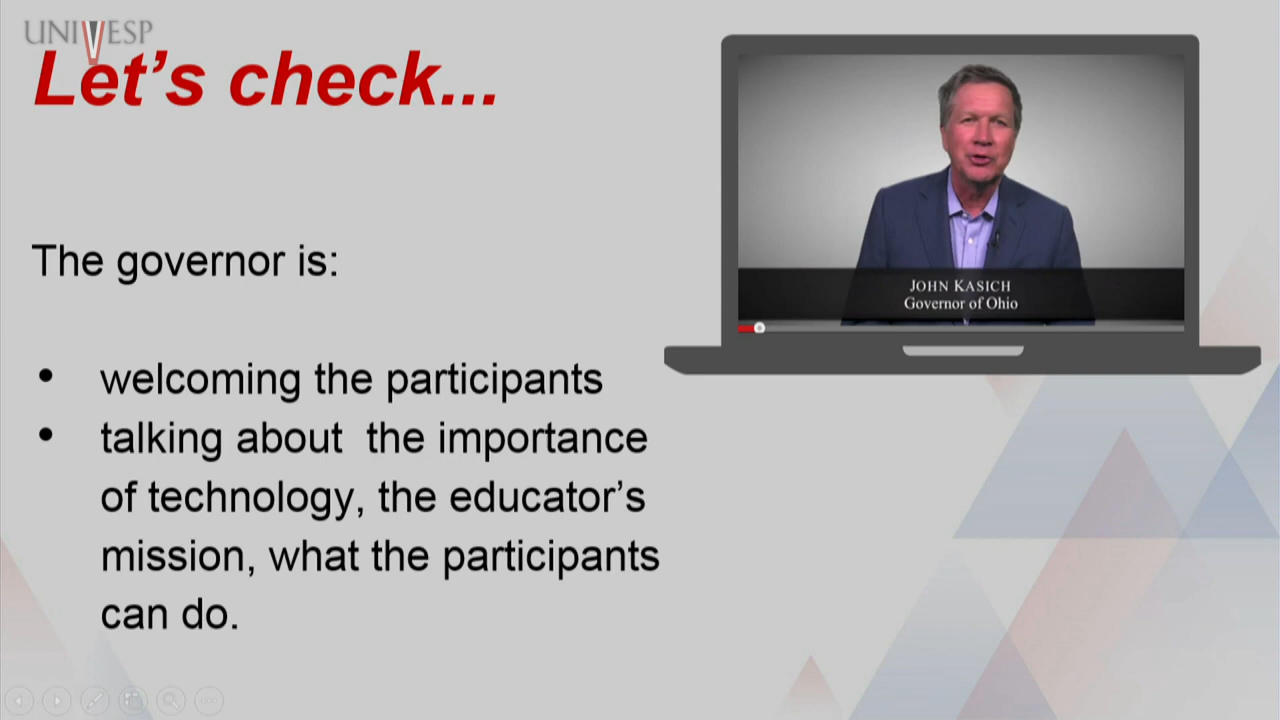 UNIVESP
Let's check...
JOHN KASICH
Governor of Ohio
The governor is:
• welcoming the participants
• talking about the importance
of technology, the educator's
mission, what the participants
can do.